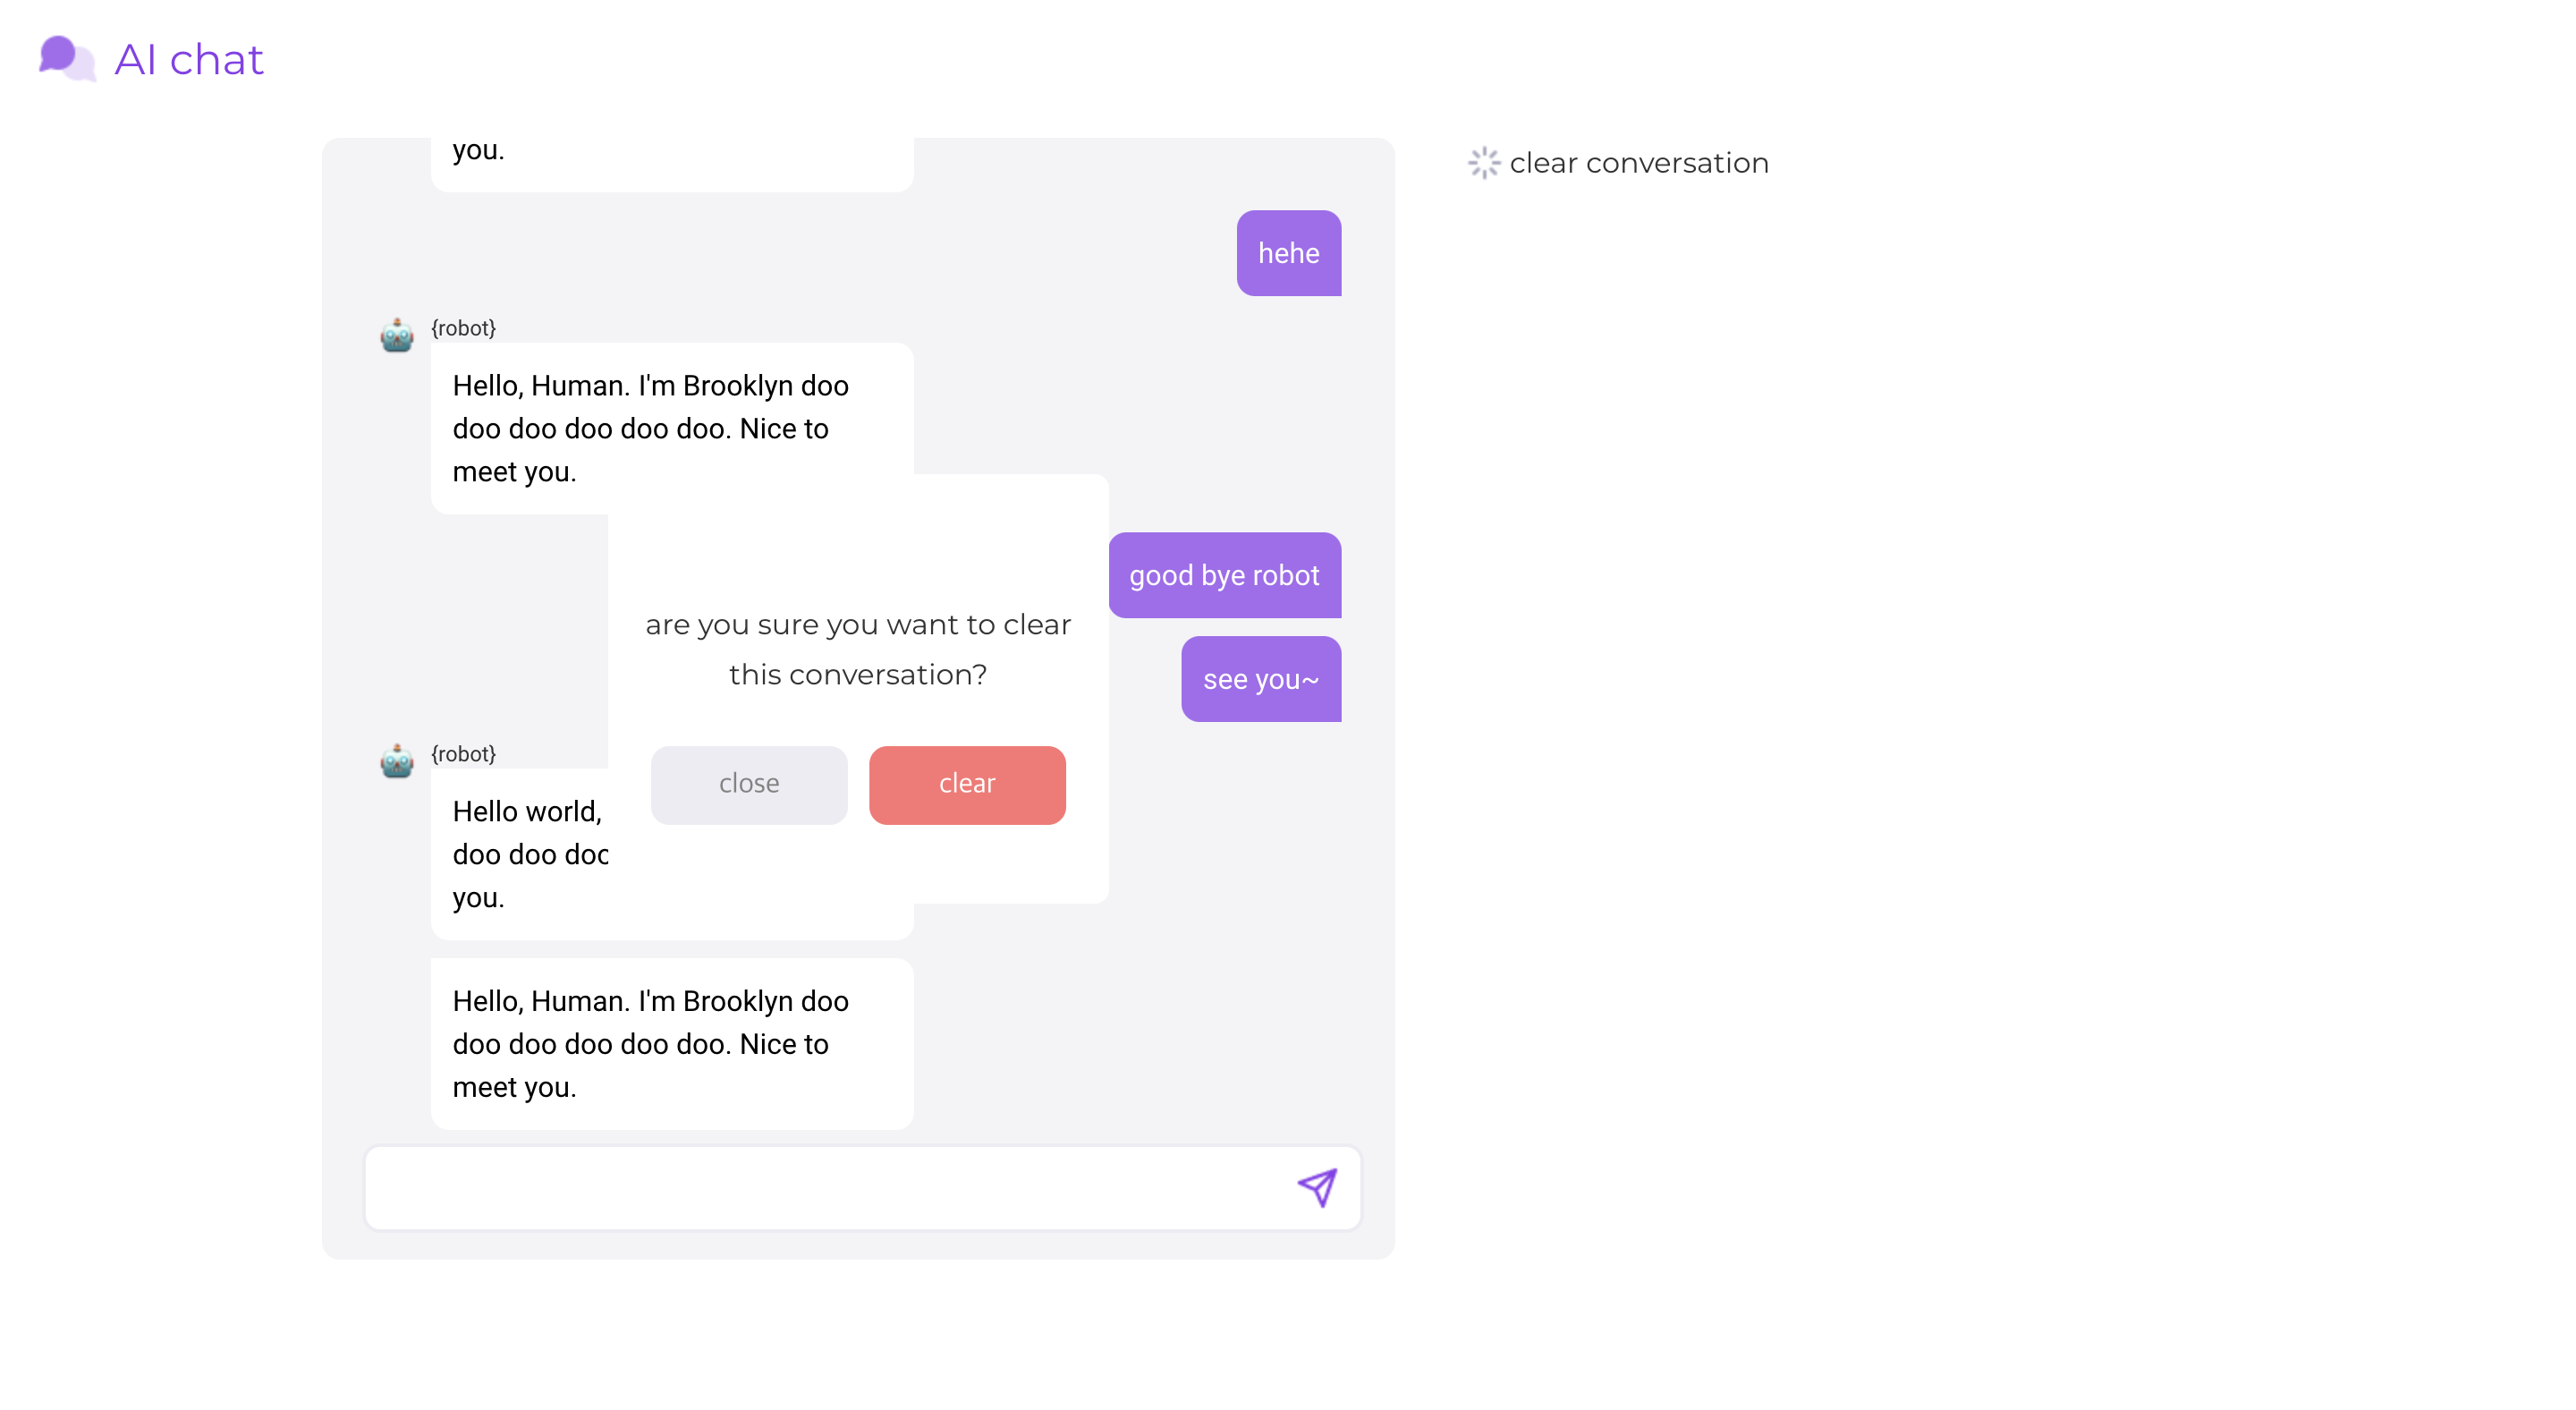 AI chat
you.
clear conversation
hehe
{robot}
Hello, Human. I'm Brooklyn doo
doo doo doo doo doo. Nice to
meet you.
good bye robot
see you~
are you sure you want to clear
this conversation?
close
clear
{robot}
Hello world,
doo doo
you.
Hello, Human. I'm Brooklyn doo
doo doo doo doo doo. Nice to
meet you.